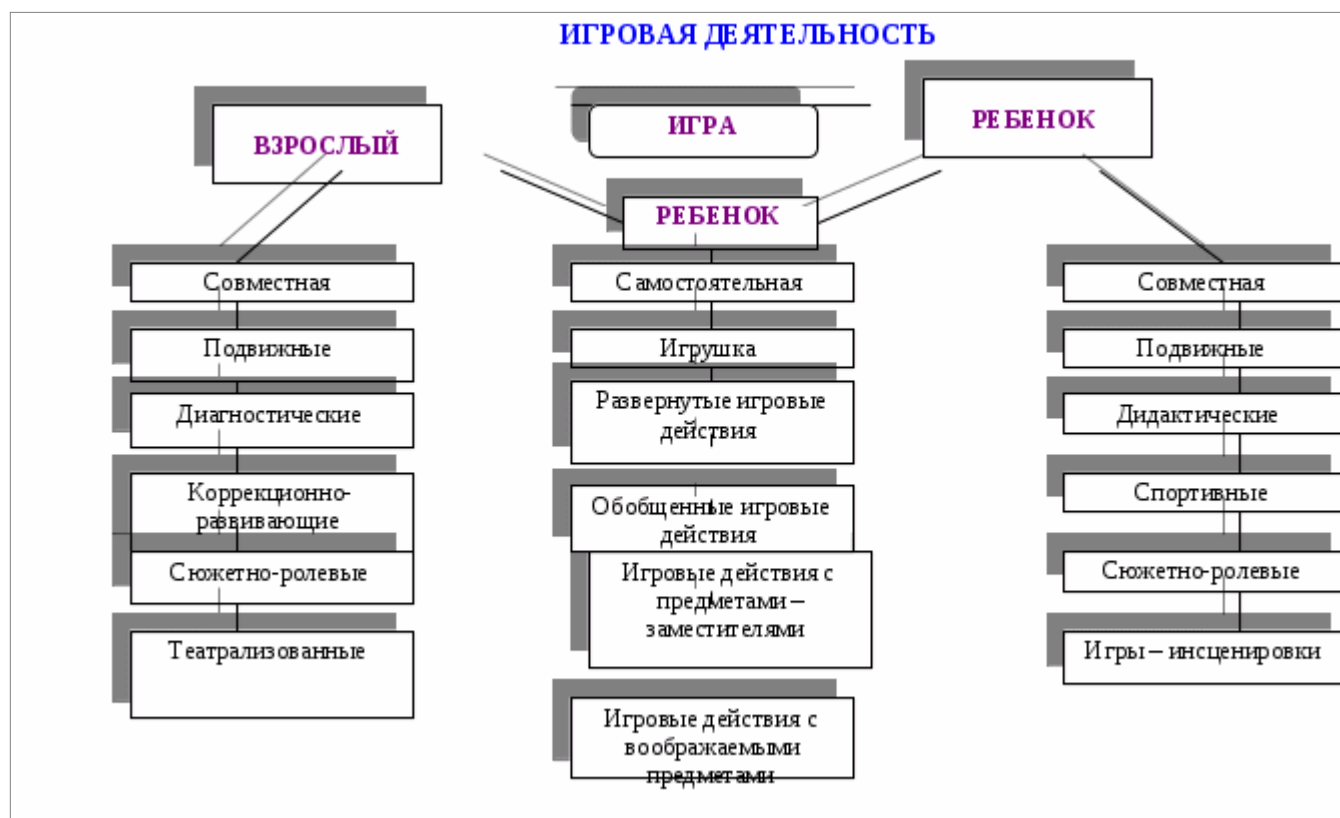 ИГРОВАЯ ДЕЯТЕЛЬНОСТЬ
ВЗРОСЛЫЙ
ИГРА
РЕБЕНОК
РЕБЕНОК
Совместная
Подвижные
Диагностические
Коррекционно-
развивающие
Сюжетно-ролевые
Театрализованные
Самостоятельная
Игрушка
Развернутые игровые
действия
Обобщенные игровые
действия
Игровые действия с
предметами –
заместителями
Игровые действия с
воображаемыми
предметами
Совместная
Подвижные
Дидактические
Спортивные
Сюжетно-ролевые
Игры – инсценировки